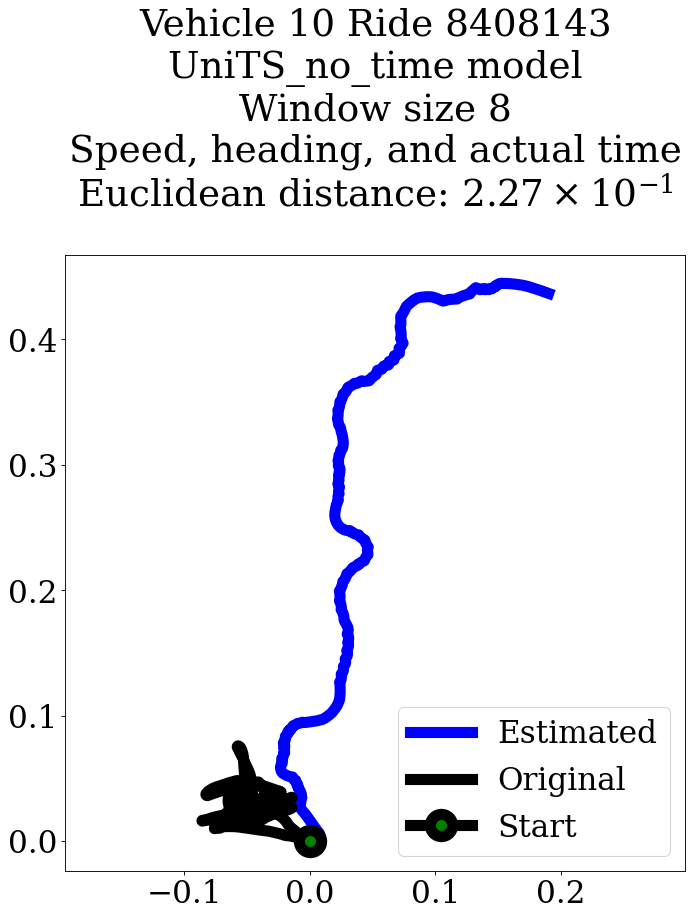 Vehicle 10 Ride 8408143
UniTS_no_time model
Window size 8
Speed, heading, and actual time
Euclidean distance: 2.27 × 10⁻¹
0.4
0.3
0.2
0.1
0.0
−0.1
0.0
0.1
0.2
Estimated
Original
Start